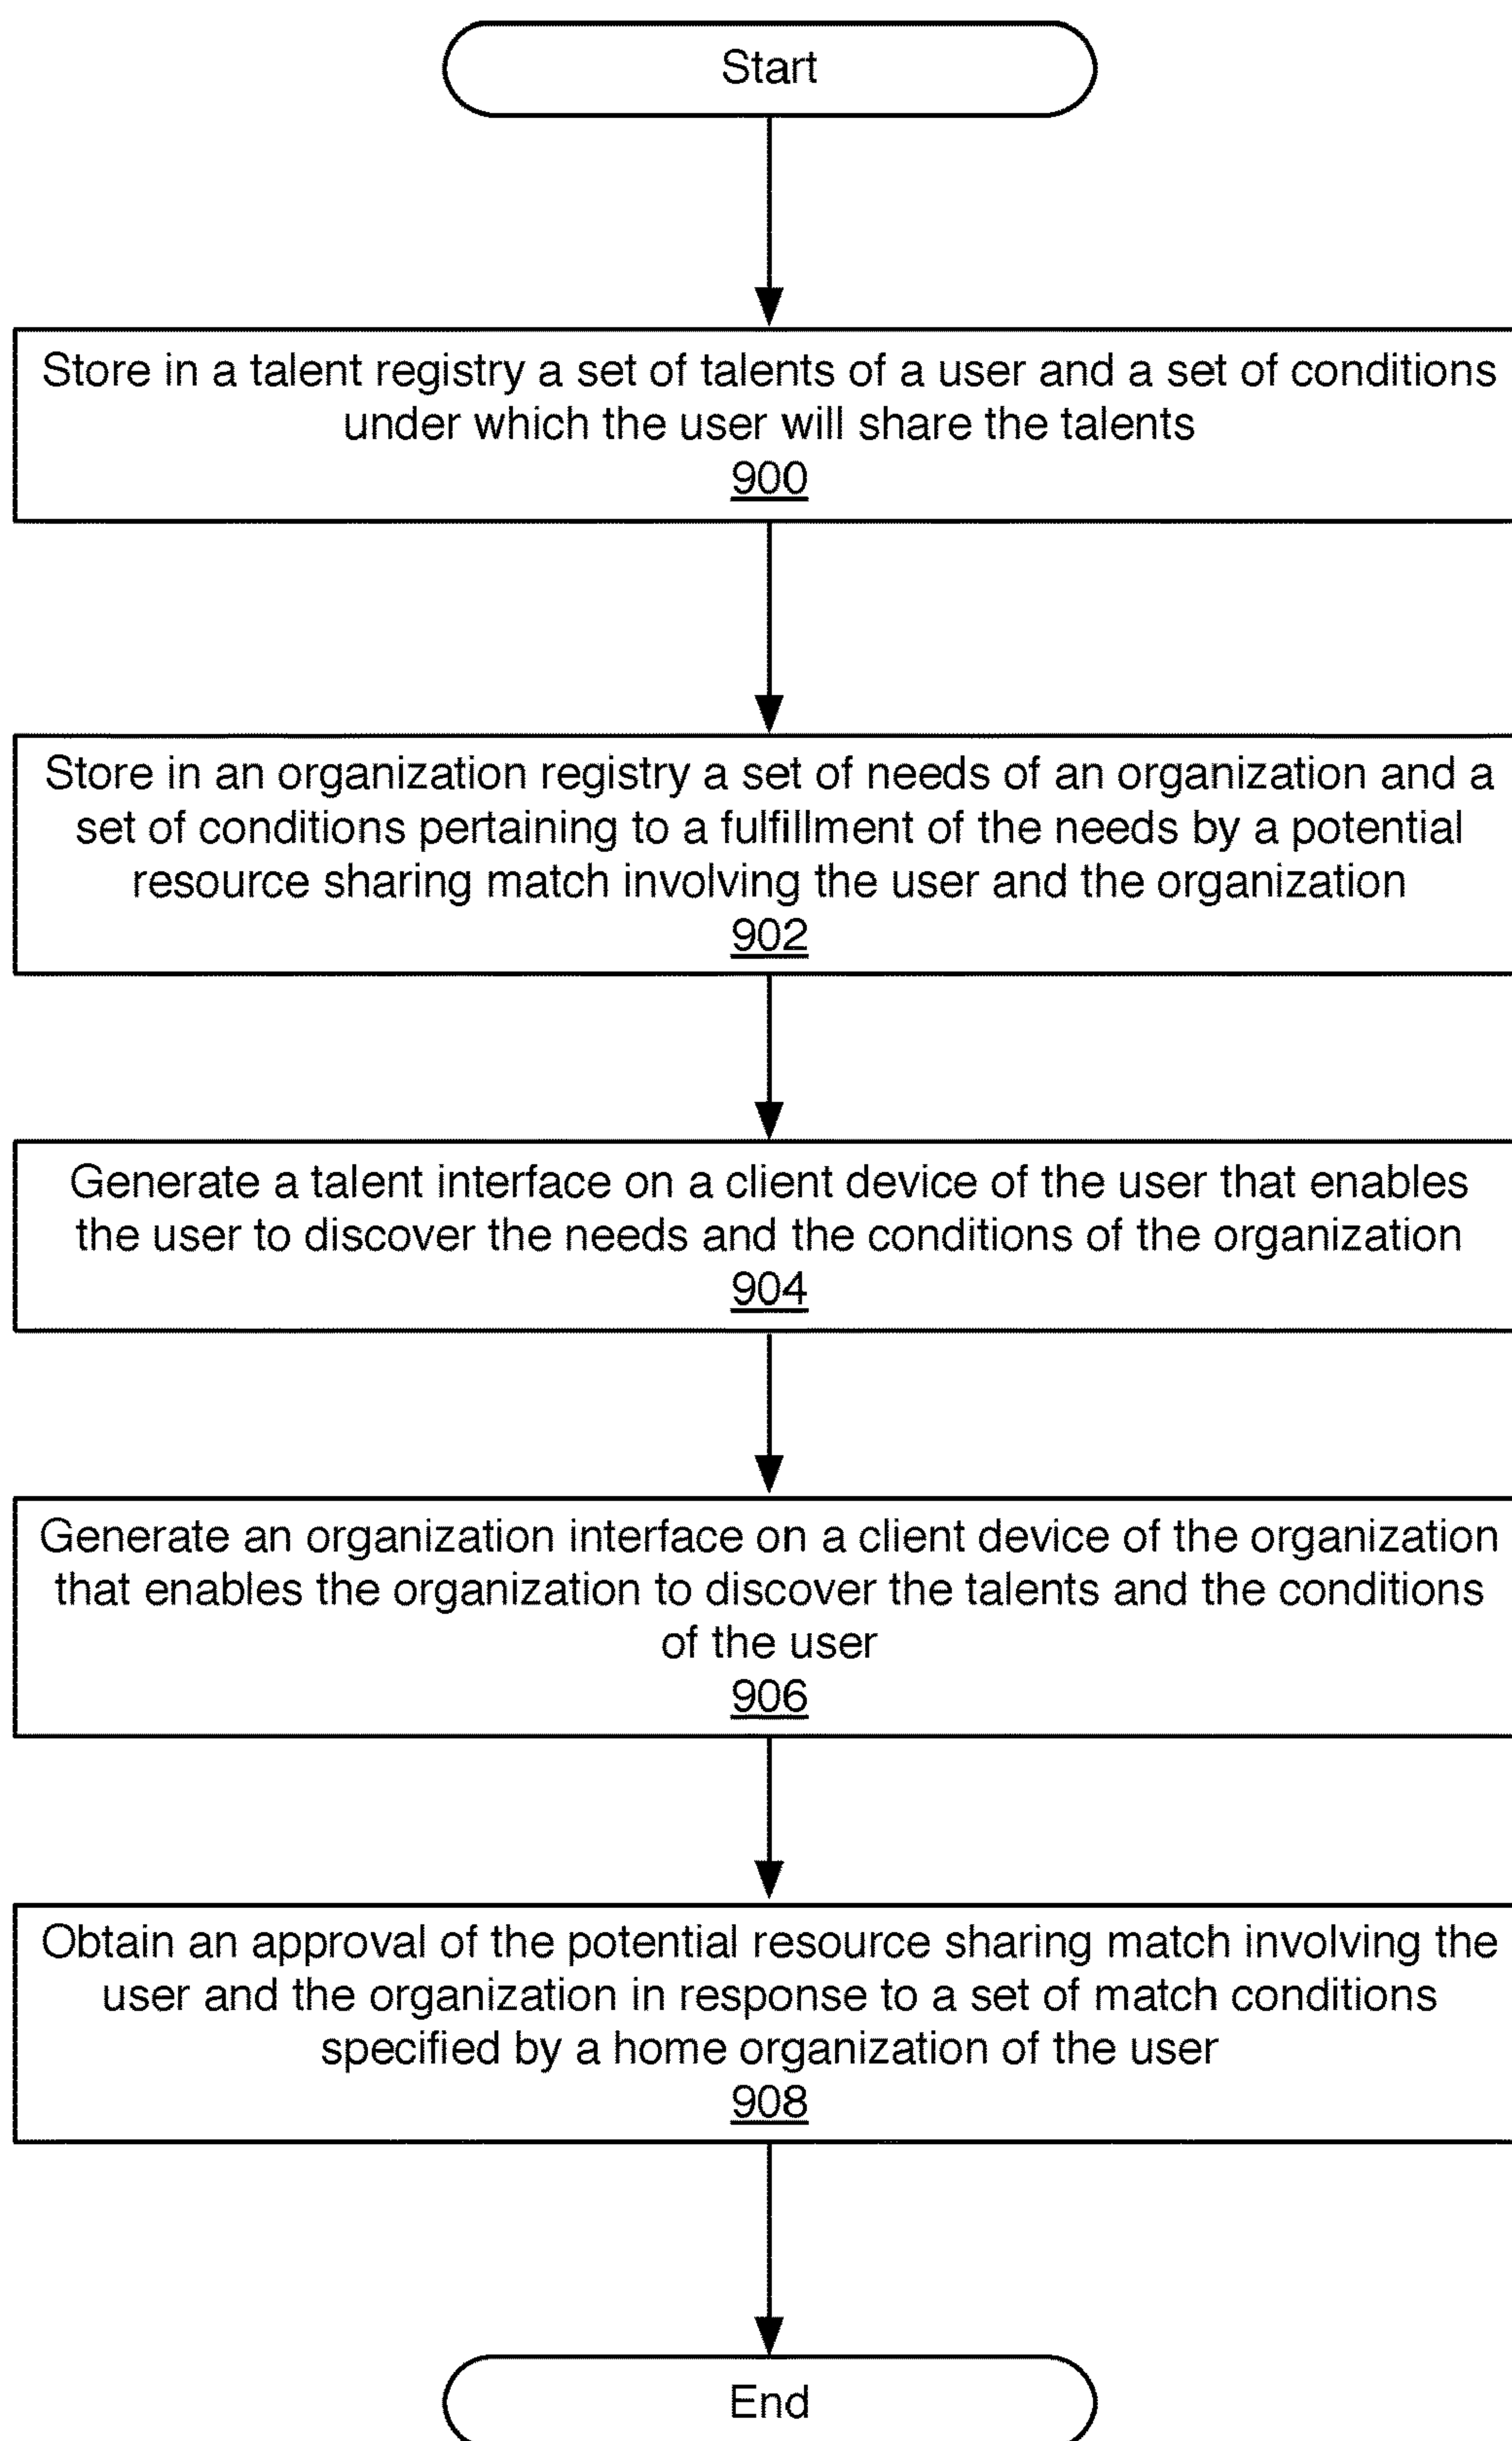 Start
Store in a talent registry a set of talents of a user and a set of conditions
under which the user will share the talents
900
Store in an organization registry a set of needs of an organization and a
set of conditions pertaining to a fulfillment of the needs by a potential
resource sharing match involving the user and the organization
902
Generate a talent interface on a client device of the user that enables
the user to discover the needs and the conditions of the organization
904
Generate an organization interface on a client device of the organization
that enables the organization to discover the talents and the conditions
of the user
906
Obtain an approval of the potential resource sharing match involving the
user and the organization in response to a set of match conditions
specified by a home organization of the user
908
End